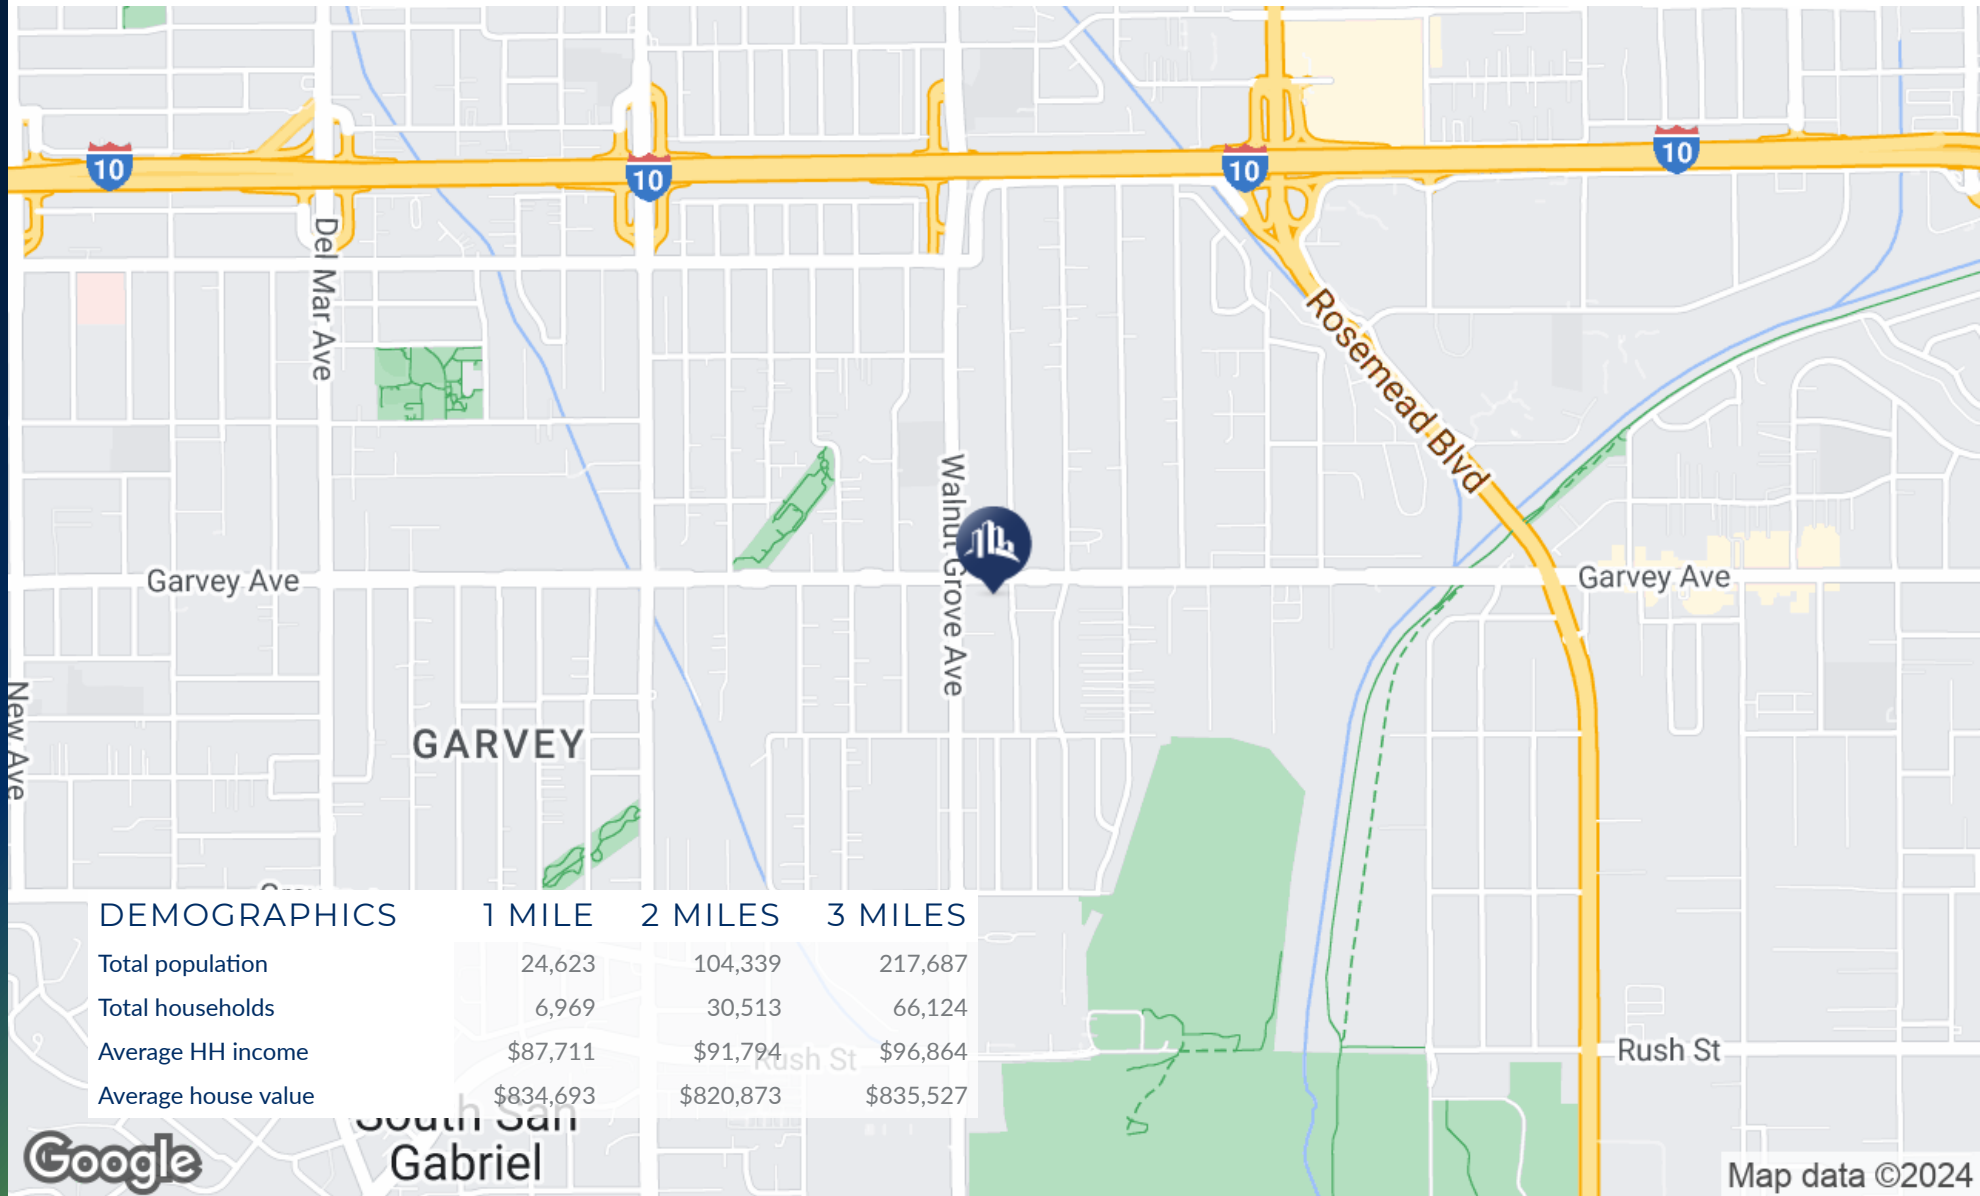 10
10
10
10
Del Mar Ave
Rosemead Blvd
Walnut Grove Ave
Garvey Ave
Garvey Ave
New Ave
GARVEY
DEMOGRAPHICS 1 MILE 2 MILES 3 MILES
Total population 24,623 104,339 217,687
Total households 6,969 30,513 66,124
Average HH income $87,711 $91,794 $96,864
Rush St
Rush St
Average house value $834,693 $820,873 $835,527
South San
Gabriel
Google
Map data ©2024